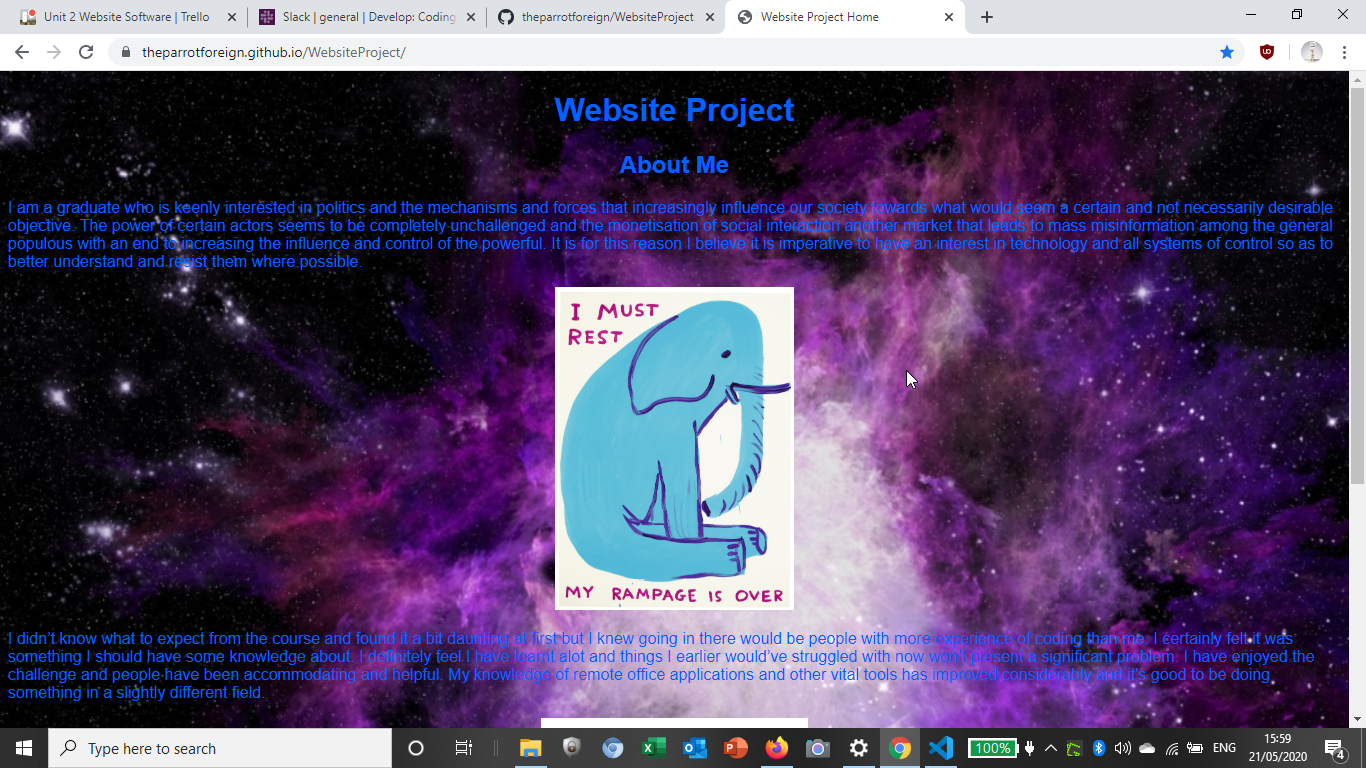 Unit 2 Website Software | Trello
Slack | general | Develop: Coding
theparrotforeign/WebsiteProject
Website Project Home
theparrotforeign.github.io/WebsiteProject/
Website Project
About Me
I am a graduate who is keenly interested in politics and the mechanisms and forces that increasingly influence our society towards what would seem a certain and not necessarily desirable
objective. The power of certain actors seems to be completely unchallenged and the monetisation of social interaction another market that leads to mass misinformation among the general
populous with an end to increasing the influence and control of the powerful. It is for this reason I believe it is imperative to have an interest in technology and all systems of control so as to
better understand and resist them where possible.
I MUST
REST
MY RAMPAGE IS OVER
I didn't know what to expect from the course and found it a bit daunting at first but I knew going in there would be people with more experience of coding than me. I certainly felt it was
something I should have some knowledge about. I definitely feel I have learnt alot and things I earlier would've struggled with now won't present a significant problem. I have enjoyed the
challenge and people have been accommodating and helpful. My knowledge of remote office applications and other vital tools has improved considerably and it's good to be doing
something in a slightly different field.
Type here to search
100%
ENG
15:59
21/05/2020
4